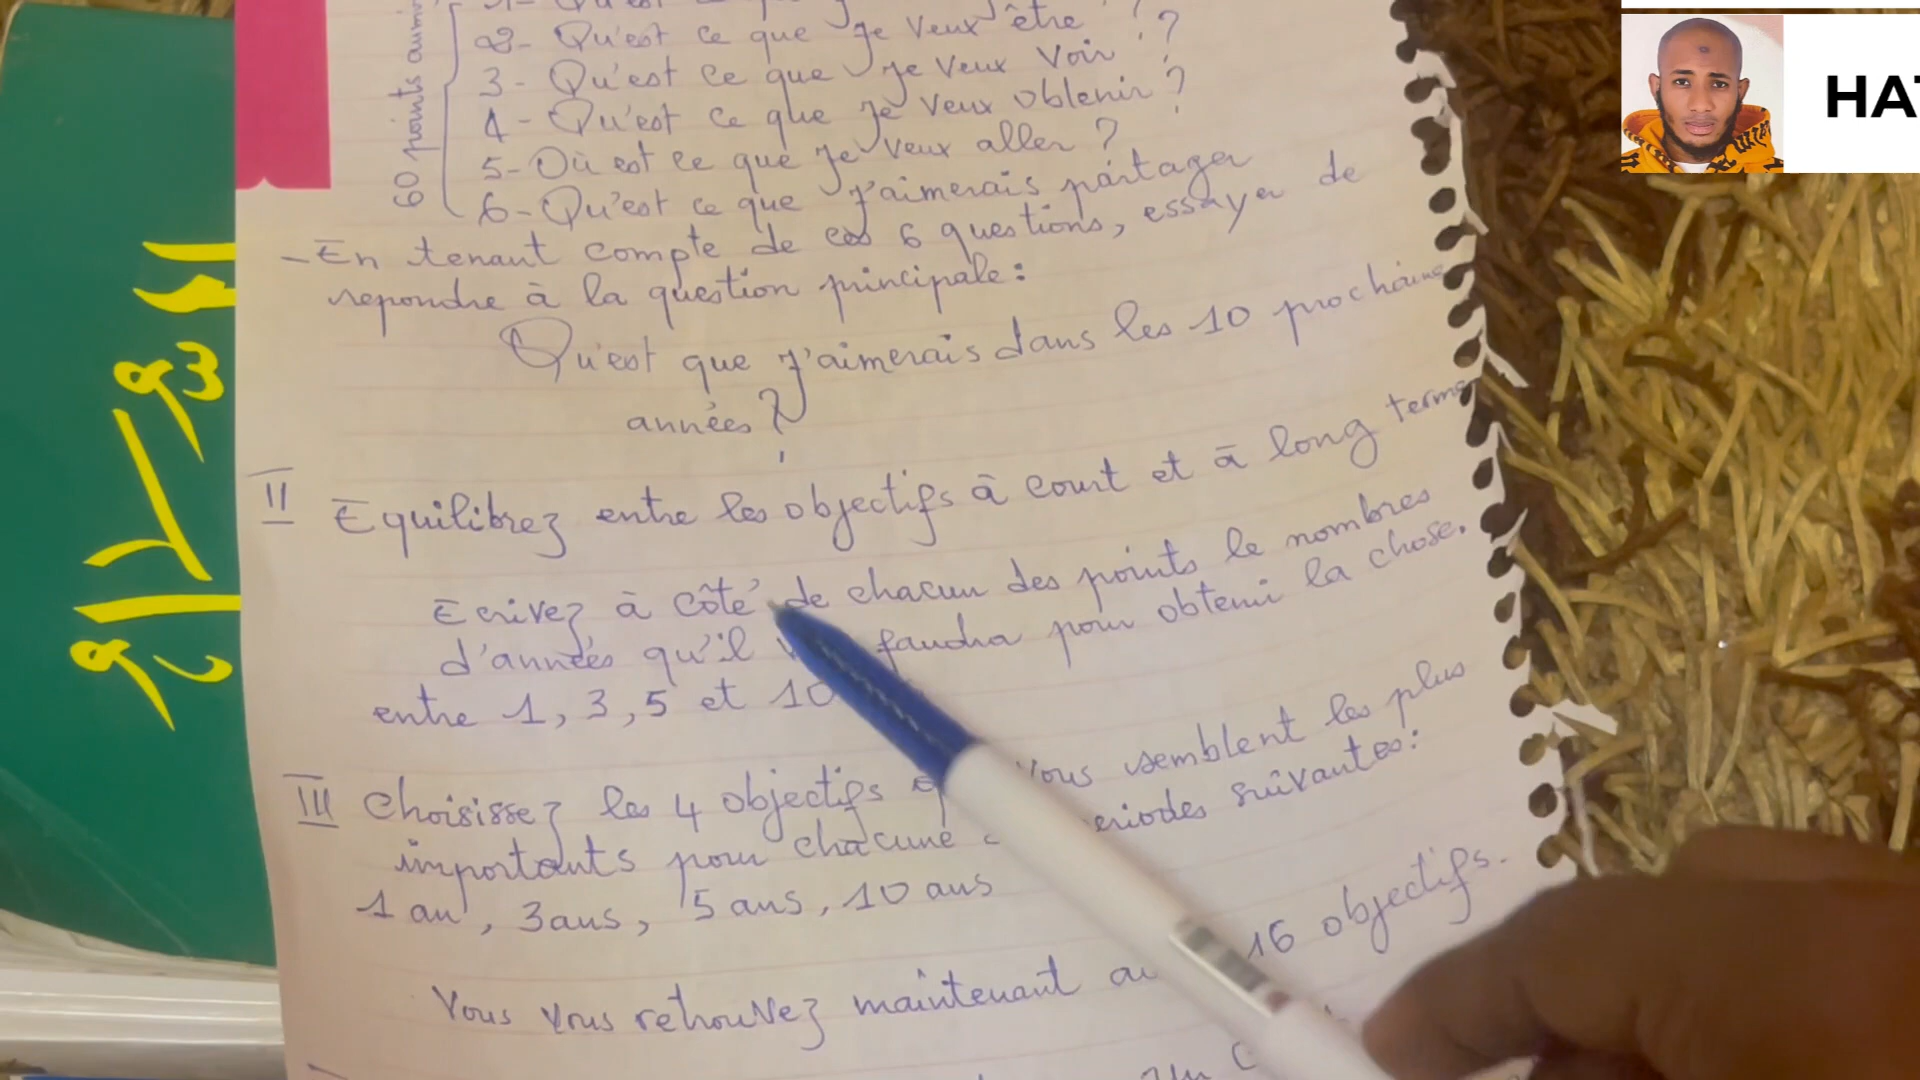 60 points
2- Qu'est ce que je veux être ?
3- Qu'est ce que je veux voir ?
4- Qu'est ce que je veux obtenir ?
5- Où est ce que je veux aller ?
6- Qu'est ce que j'aimerais partager
- En tenant compte de ces 6 questions, essayer de
repondre à la question principale :
Qu'est que j'aimerais dans les 10 prochaines
années ?
II Equilibrez entre les objectifs à court et à long terme
Ecrivez à côté de chacun des points le nombres
d'années qu'il faudra pour obtenir la chose.
entre 1, 3, 5 et 10
III Choisissez les 4 objectifs vous semblent les plus
importants pour chacune periodes suivantes :
1 an, 3 ans, 5 ans, 10 ans
Vous vous retrouvez maintenant 16 objectifs.
HAT